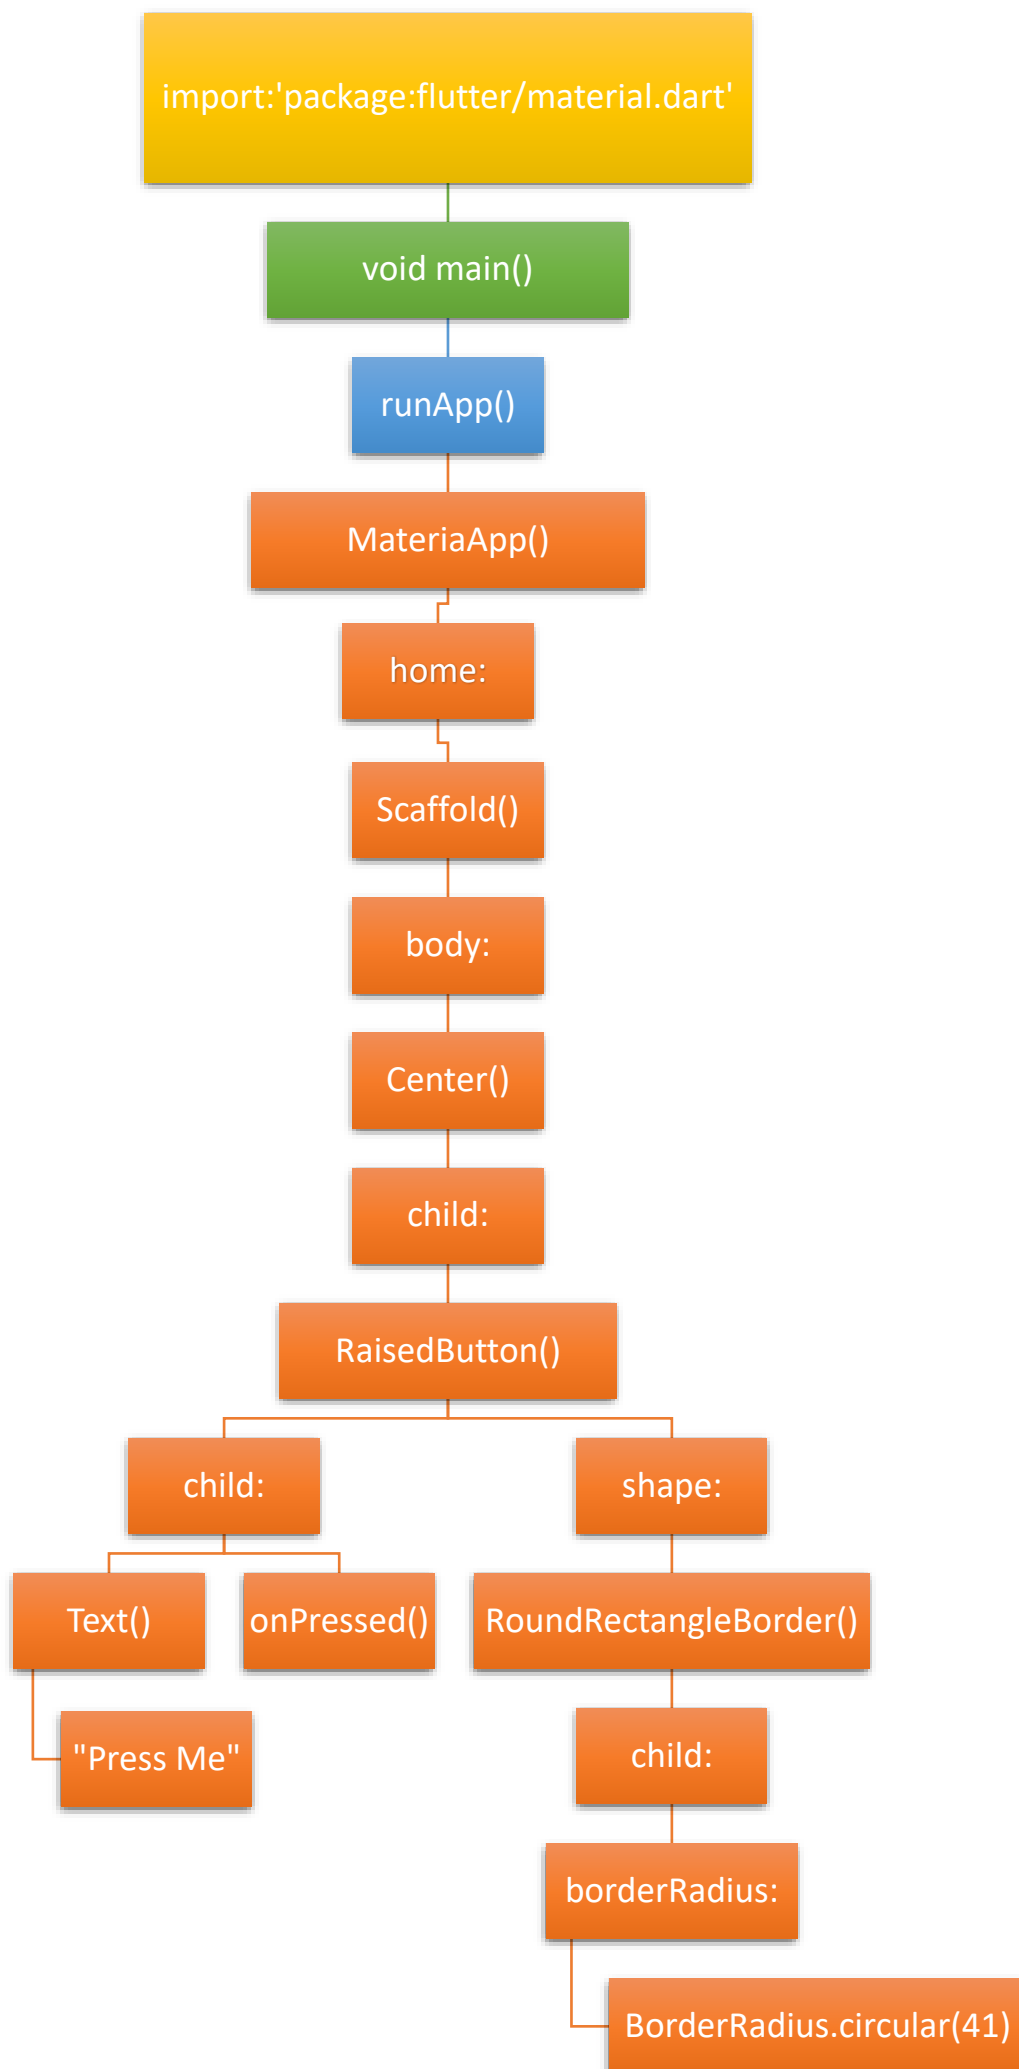 import:'package:flutter/material.dart'
void main()
runApp()
MateriaApp()
home:
Scaffold()
body:
Center()
child:
RaisedButton()
child:
shape:
Text()
onPressed()
RoundRectangleBorder()
"Press Me"
child:
borderRadius:
BorderRadius.circular(41)